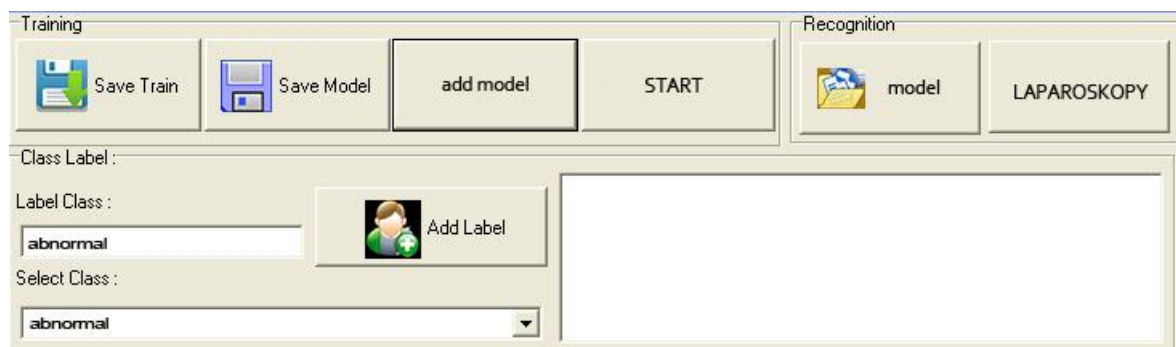 Training
Recognition
Save Train
Save Model
add model
START
model
LAPAROSKOPY
Class Label :
Label Class :
abnormal
Add Label
Select Class :
abnormal